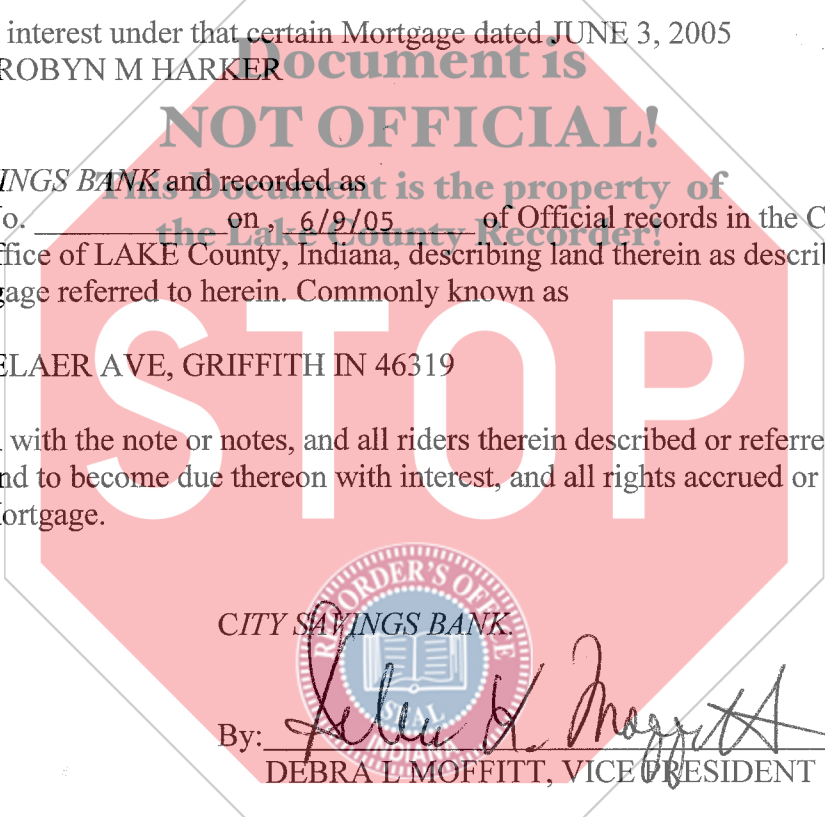 interest under that certain Mortgage dated JUNE 3, 2005
ROBYN M HARKER
Document is
NOT OFFICIAL!
INGS BANK and recorded as
This Document is the property of
No. on , 6/9/05 of Official records in the C
the Lake County Recorder!
ffice of LAKE County, Indiana, describing land therein as describ
gage referred to herein. Commonly known as
STOP
ELAER AVE, GRIFFITH IN 46319
with the note or notes, and all riders therein described or referre
nd to become due thereon with interest, and all rights accrued or
ortgage.
RECORDER'S OFFICE
CITY SAVINGS BANK.
SEAL
INDIANA
By:
DEBRA L MOFFITT, VICE PRESIDENT